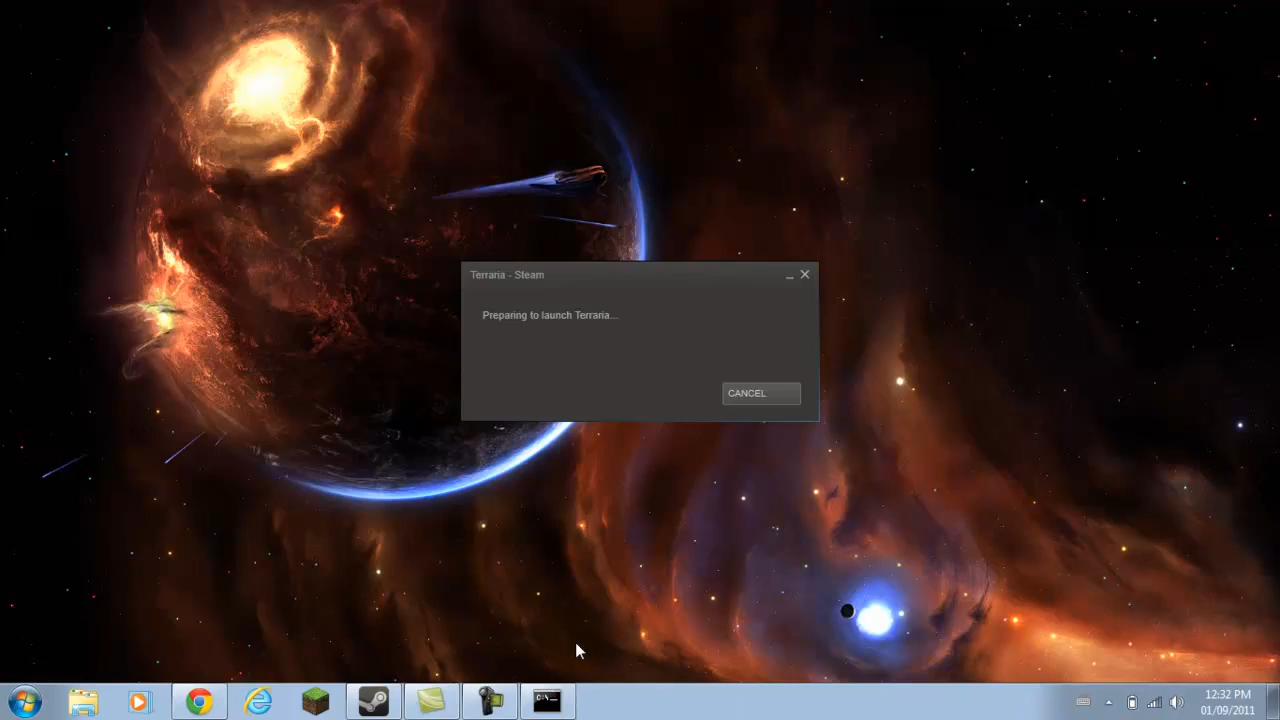 Terraria - Steam
Preparing to launch Terraria...
CANCEL
C:\._
12:32 PM
01/09/2011